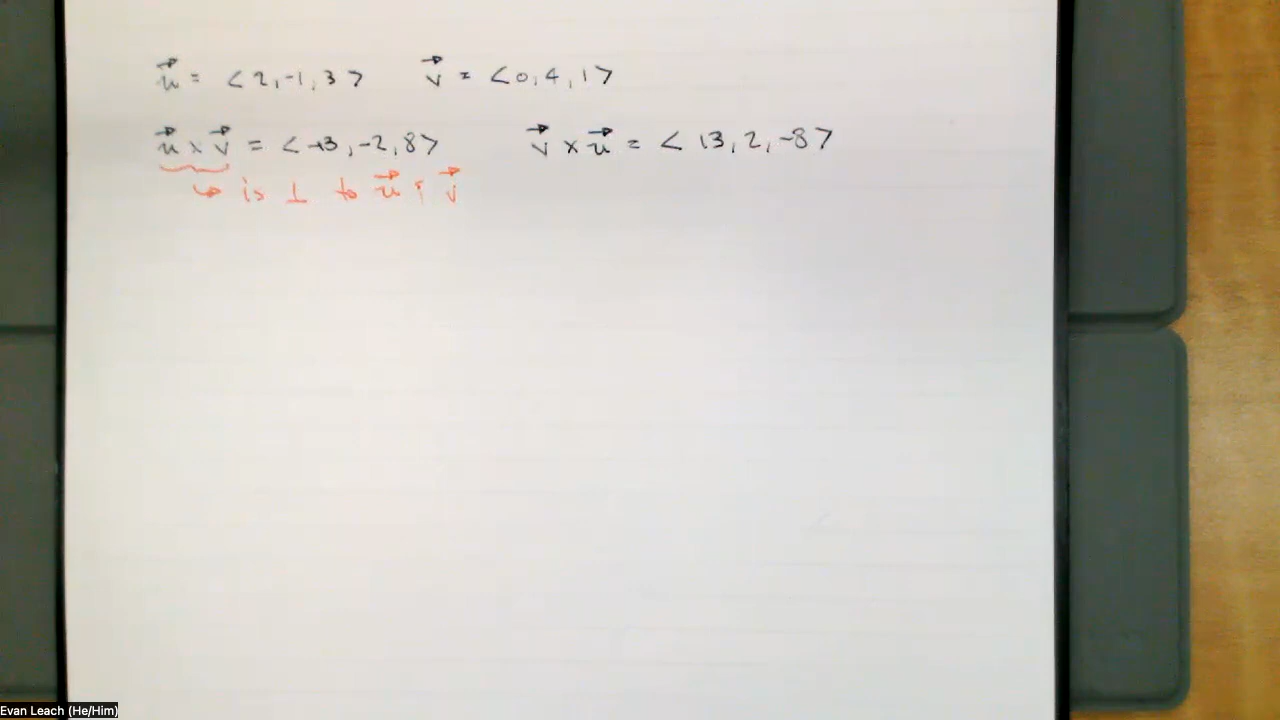 u⃗ = <2,-1,3> v⃗ = <0,4,1>
u⃗ × v⃗ = <-13,-2,8> v⃗ × u⃗ = <13,2,-8>
↳ is ⊥ to u⃗ & v⃗
Evan Leach (He/Him)